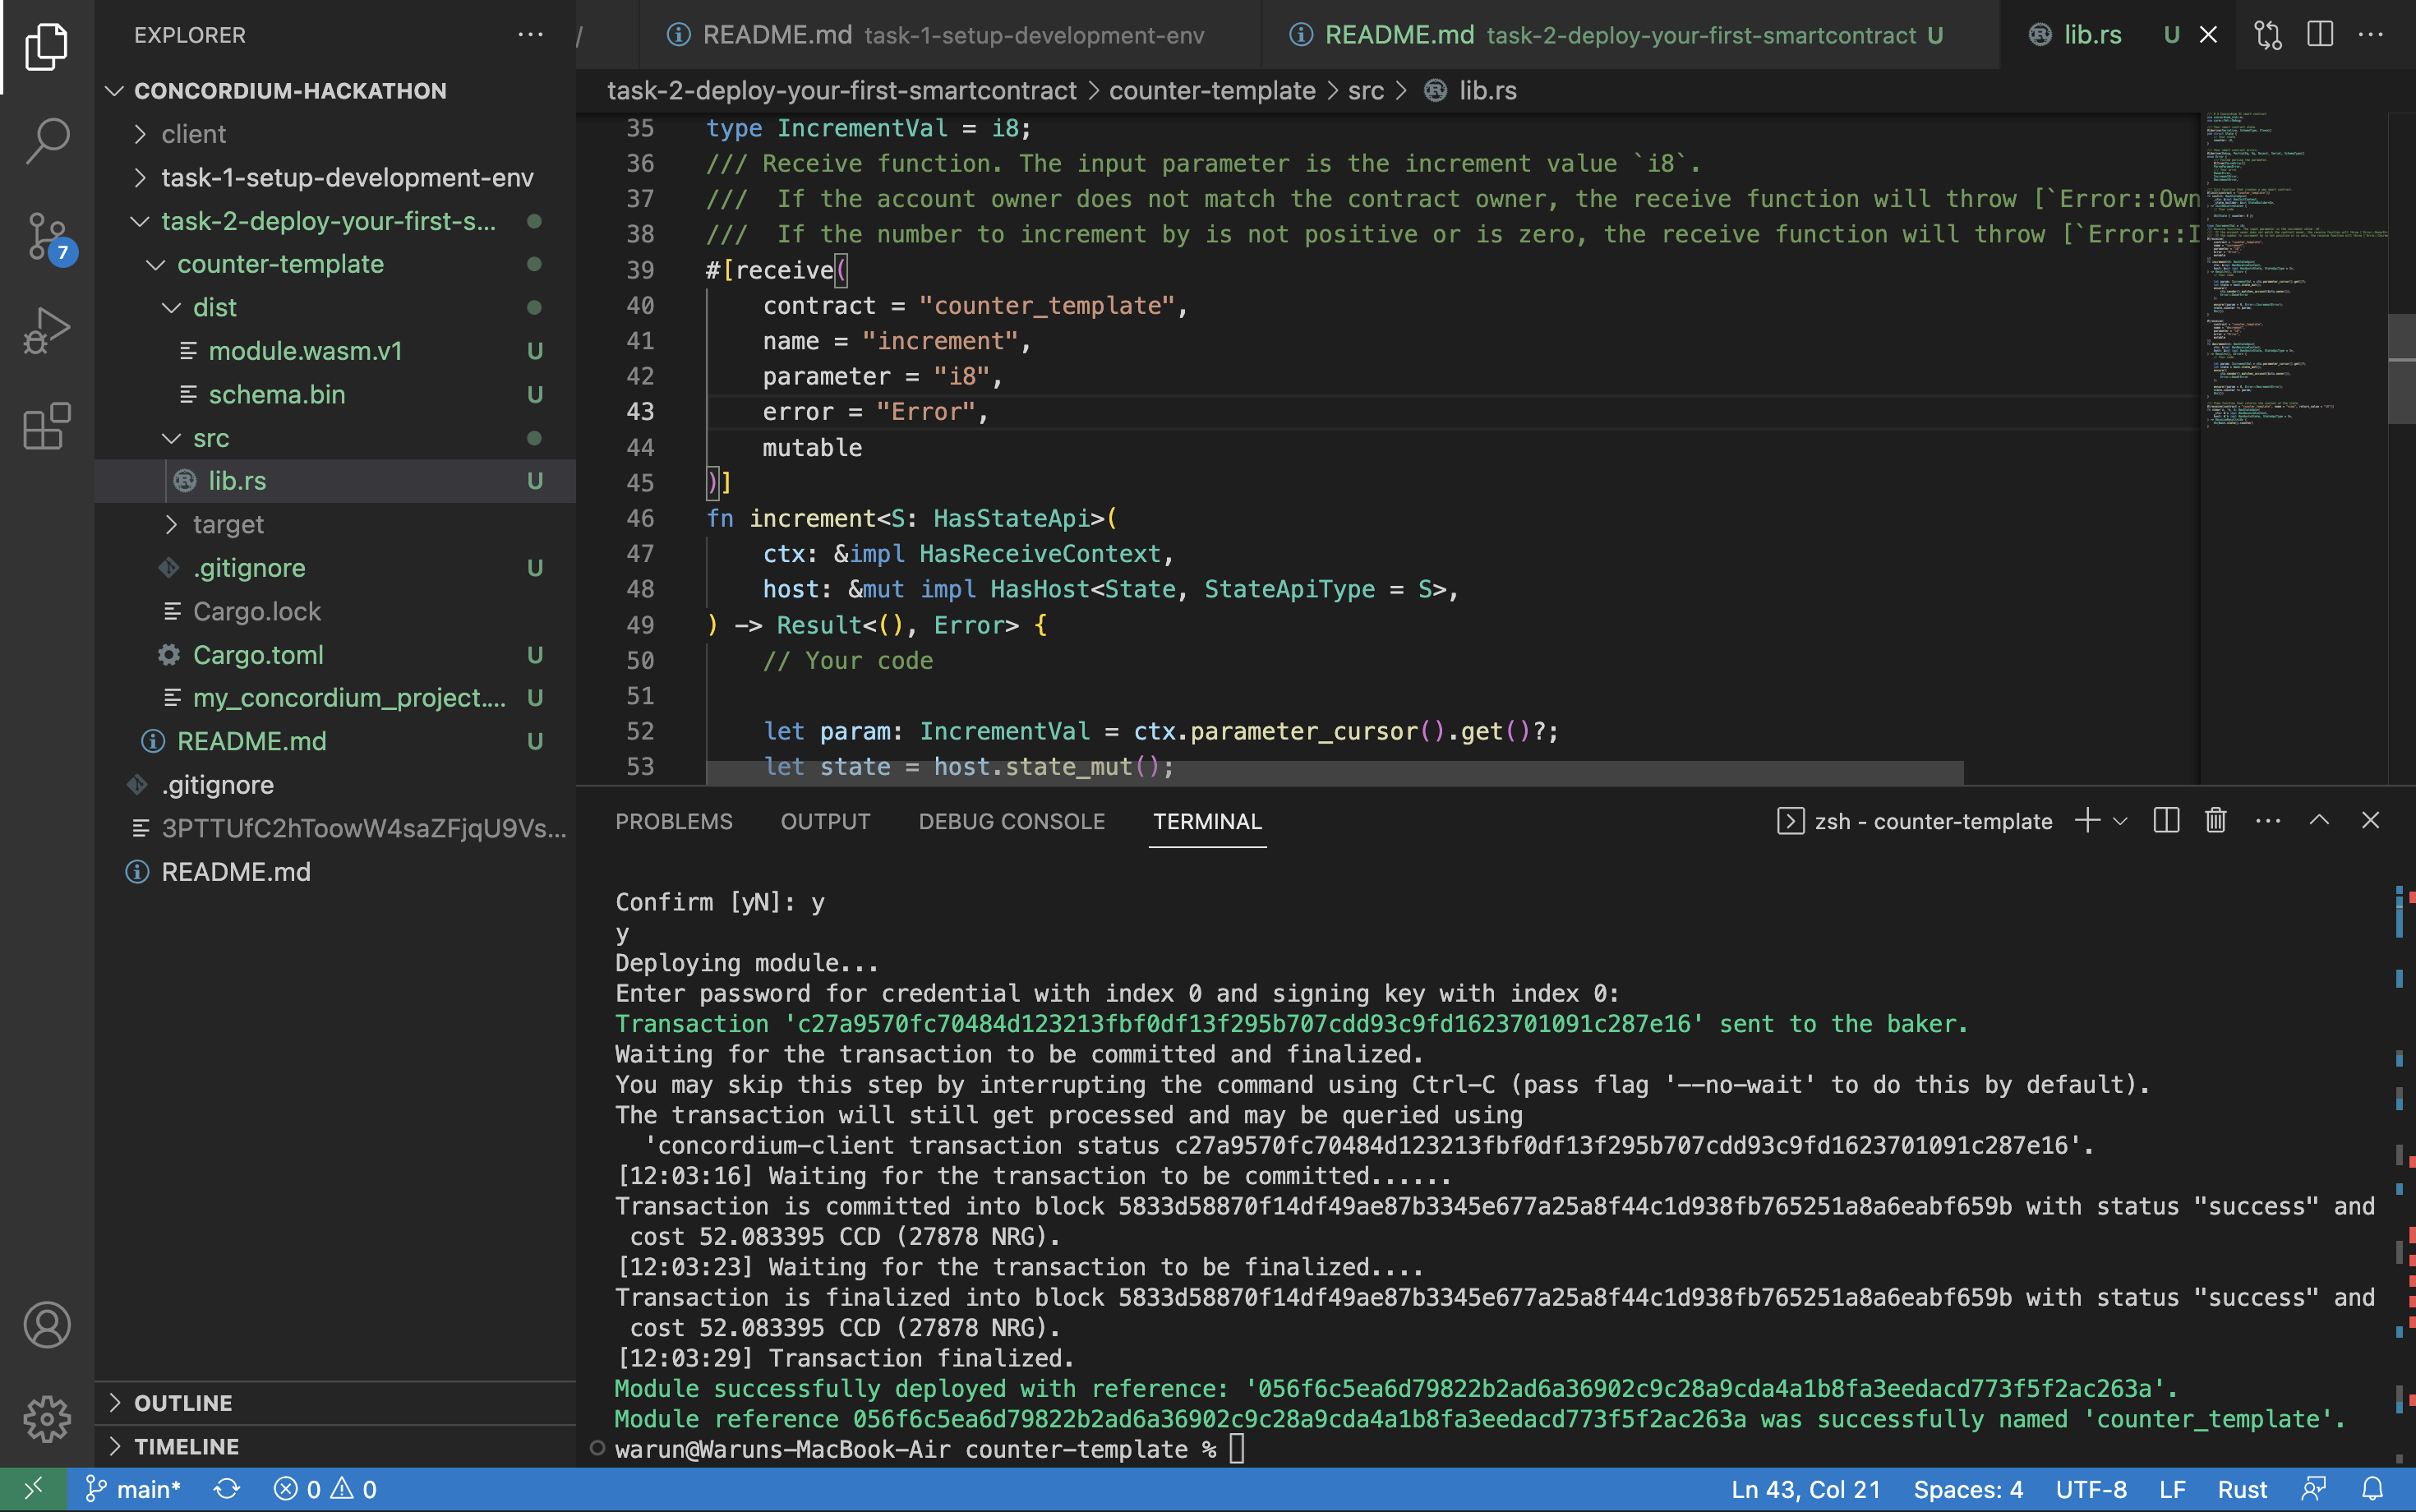 EXPLORER
CONCORDIUM-HACKATHON
client
task-1-setup-development-env
task-2-deploy-your-first-s...
counter-template
dist
module.wasm.v1 U
schema.bin U
src
lib.rs U
target
.gitignore U
Cargo.lock
Cargo.toml U
my_concordium_project.... U
README.md U
.gitignore
3PTTUfC2hToowW4saZFjqU9Vs...
README.md
OUTLINE
TIMELINE
7
/ README.md task-1-setup-development-env README.md task-2-deploy-your-first-smartcontract U lib.rs U
task-2-deploy-your-first-smartcontract > counter-template > src > lib.rs
35 type IncrementVal = i8;
36 /// Receive function. The input parameter is the increment value `i8`.
37 ///  If the account owner does not match the contract owner, the receive function will throw [`Error::Own
38 ///  If the number to increment by is not positive or is zero, the receive function will throw [`Error::I
39 #[receive(
40 contract = "counter_template",
41 name = "increment",
42 parameter = "i8",
43 error = "Error",
44 mutable
45 )]
46 fn increment<S: HasStateApi>(
47 ctx: &impl HasReceiveContext,
48 host: &mut impl HasHost<State, StateApiType = S>,
49 ) -> Result<(), Error> {
50 // Your code
51
52 let param: IncrementVal = ctx.parameter_cursor().get()?;
53 let state = host.state_mut();
PROBLEMS OUTPUT DEBUG CONSOLE TERMINAL zsh - counter-template
Confirm [yN]: y
y
Deploying module...
Enter password for credential with index 0 and signing key with index 0:
Transaction 'c27a9570fc70484d123213fbf0df13f295b707cdd93c9fd1623701091c287e16' sent to the baker.
Waiting for the transaction to be committed and finalized.
You may skip this step by interrupting the command using Ctrl-C (pass flag '--no-wait' to do this by default).
The transaction will still get processed and may be queried using
'concordium-client transaction status c27a9570fc70484d123213fbf0df13f295b707cdd93c9fd1623701091c287e16'.
[12:03:16] Waiting for the transaction to be committed......
Transaction is committed into block 5833d58870f14df49ae87b3345e677a25a8f44c1d938fb765251a8a6eabf659b with status "success" and
cost 52.083395 CCD (27878 NRG).
[12:03:23] Waiting for the transaction to be finalized....
Transaction is finalized into block 5833d58870f14df49ae87b3345e677a25a8f44c1d938fb765251a8a6eabf659b with status "success" and
cost 52.083395 CCD (27878 NRG).
[12:03:29] Transaction finalized.
Module successfully deployed with reference: '056f6c5ea6d79822b2ad6a36902c9c28a9cda4a1b8fa3eedacd773f5f2ac263a'.
Module reference 056f6c5ea6d79822b2ad6a36902c9c28a9cda4a1b8fa3eedacd773f5f2ac263a was successfully named 'counter_template'.
warun@Waruns-MacBook-Air counter-template %
main* 0 0 Ln 43, Col 21 Spaces: 4 UTF-8 LF Rust